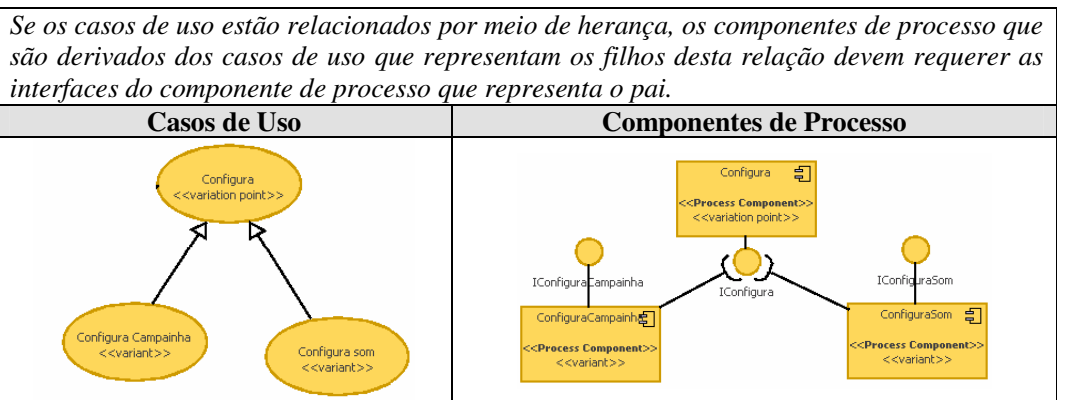 Se os casos de uso estão relacionados por meio de herança, os componentes de processo que
são derivados dos casos de uso que representam os filhos desta relação devem requerer as
interfaces do componente de processo que representa o pai.
Casos de Uso
Componentes de Processo
Configura
<<variation point>>
Configura Campainha
<<variant>>
Configura som
<<variant>>
Configura
<<Process Component>>
<<variation point>>
IConfiguraCampainha
IConfigura
IConfiguraSom
ConfiguraCampainha
<<Process Component>>
<<variant>>
ConfiguraSom
<<Process Component>>
<<variant>>